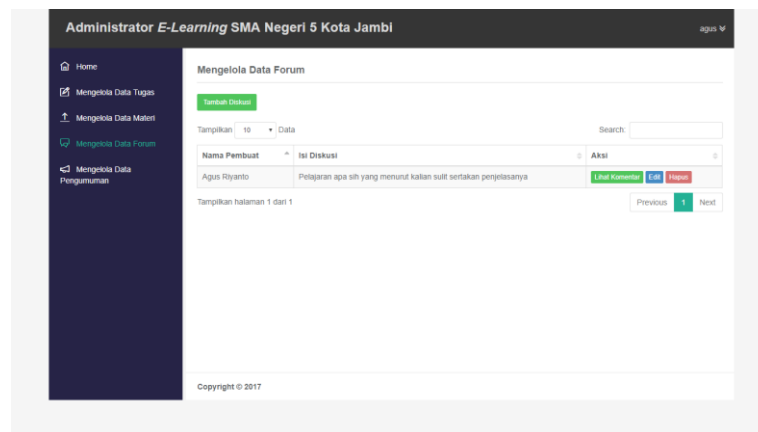 Administrator E-Learning SMA Negeri 5 Kota Jambi
agus
Home
Mengelola Data Tugas
Mengelola Data Materi
Mengelola Data Forum
Mengelola Data
Pengumuman
Mengelola Data Forum
Tambah Diskusi
Tampilkan 10 Data
Search:
Nama Pembuat Isi Diskusi Aksi
Agus Riyanto Pelajaran apa sih yang menurut kalian sulit sertakan penjelasanya Lihat Komentar Edit Hapus
Tampilkan halaman 1 dari 1
Previous 1 Next
Copyright © 2017